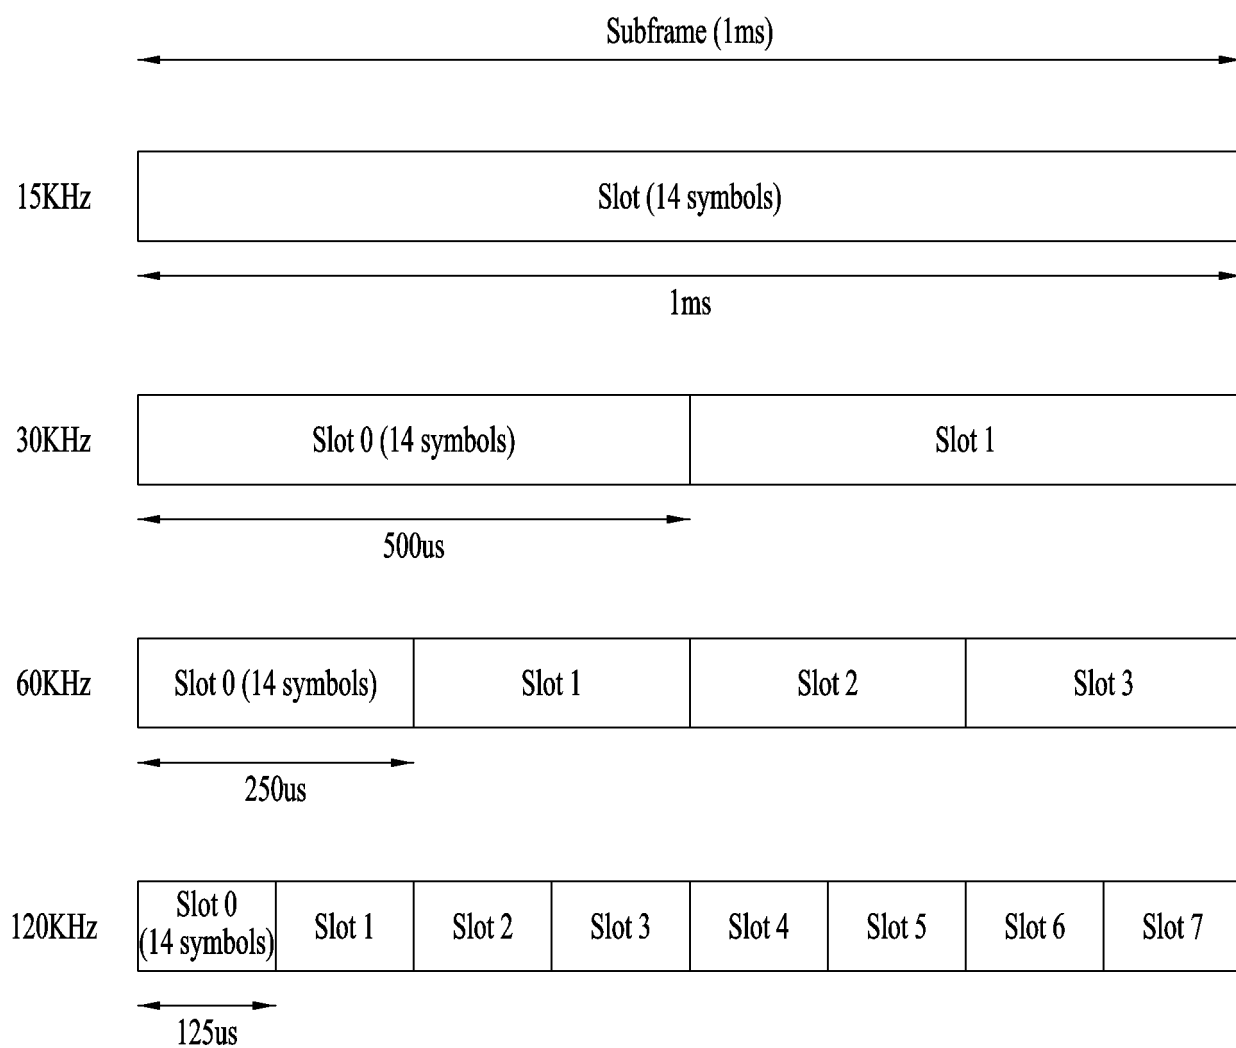 Subframe (1ms)
15KHz
Slot (14 symbols)
1ms
30KHz
Slot 0 (14 symbols)
Slot 1
500us
60KHz
Slot 0 (14 symbols)
Slot 1
Slot 2
Slot 3
250us
120KHz
Slot 0
(14 symbols)
Slot 1
Slot 2
Slot 3
Slot 4
Slot 5
Slot 6
Slot 7
125us